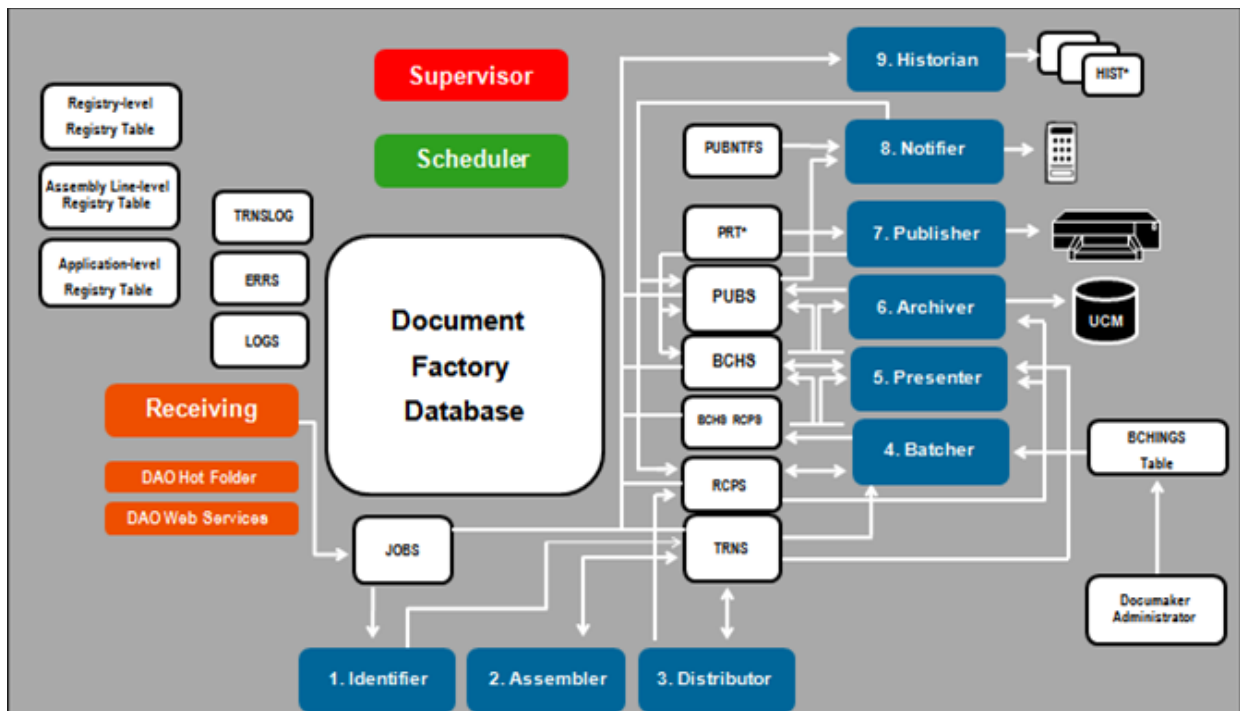 Supervisor
Scheduler
Registry-level
Registry Table
Assembly Line-level
Registry Table
Application-level
Registry Table
TRNSLOG
ERRS
LOGS
Document
Factory
Database
Receiving
DAO Hot Folder
DAO Web Services
JOBS
1. Identifier
2. Assembler
3. Distributor
PUBNTFS
PRT*
PUBS
BCHS
BCHS RCPS
RCPS
TRNS
9. Historian
8. Notifier
7. Publisher
6. Archiver
5. Presenter
4. Batcher
HIST*
UCM
BCHINGS
Table
Documaker
Administrator